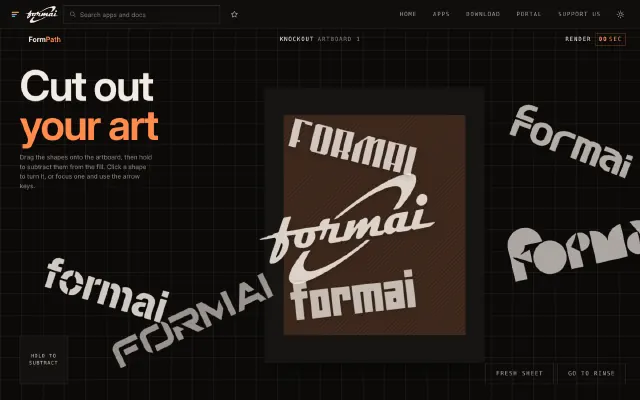 formai
Search apps and docs
HOME
APPS
DOWNLOAD
PORTAL
SUPPORT US
FormPath
KNOCKOUT ARTBOARD 1
RENDER 00 SEC
Cut out
your art
Drag the shapes onto the artboard, then hold
to subtract them from the fill. Click a shape
to turn it, or focus one and use the arrow
keys.
FORMAI
formai
formai
formai
FORMAI
formai
FORMA
HOLD TO
SUBTRACT
FRESH SHEET
GO TO RINSE